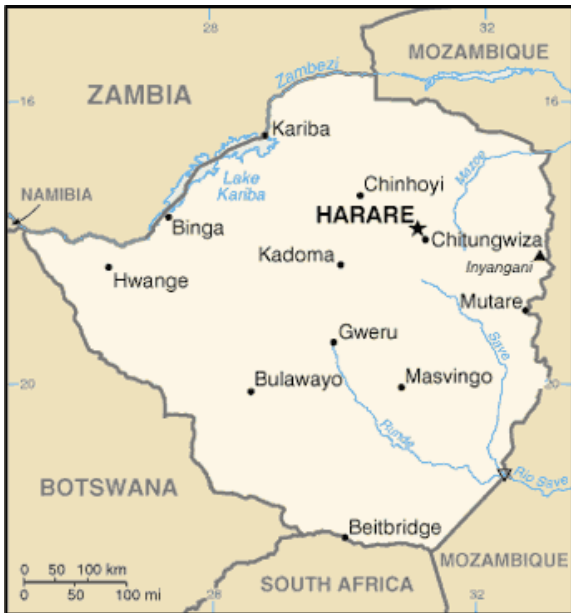 28
32
MOZAMBIQUE
Zambezi
16
16
ZAMBIA
Kariba
Lake
Kariba
Chinhoyi
Mazoe
NAMIBIA
HARARE
Binga
Chitungwiza
Kadoma
Inyangani
Hwange
Mutare
Gweru
Save
Bulawayo
Masvingo
20
20
Runde
Rio Save
BOTSWANA
Beitbridge
MOZAMBIQUE
0 50 100 km
0 50 100 mi
SOUTH AFRICA
28
32